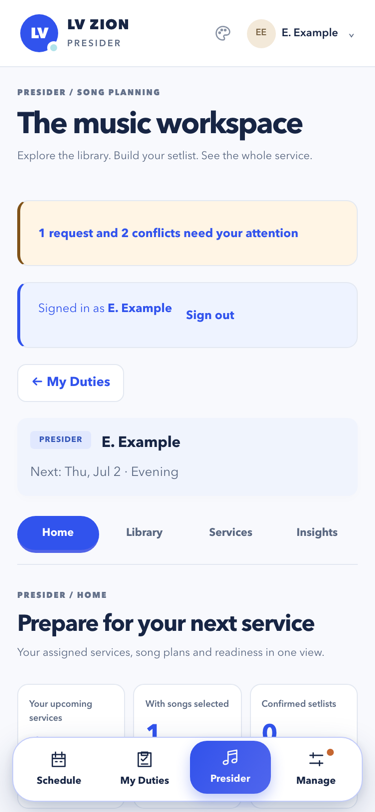 LV
LV ZION
PRESIDER
EE
E. Example
PRESIDER / SONG PLANNING
The music workspace
Explore the library. Build your setlist. See the whole service.
1 request and 2 conflicts need your attention
Signed in as E. Example
Sign out
← My Duties
PRESIDER
E. Example
Next: Thu, Jul 2 · Evening
Home
Library
Services
Insights
PRESIDER / HOME
Prepare for your next service
Your assigned services, song plans and readiness in one view.
Your upcoming
services
With songs selected
1
Confirmed setlists
0
Schedule
My Duties
Presider
Manage